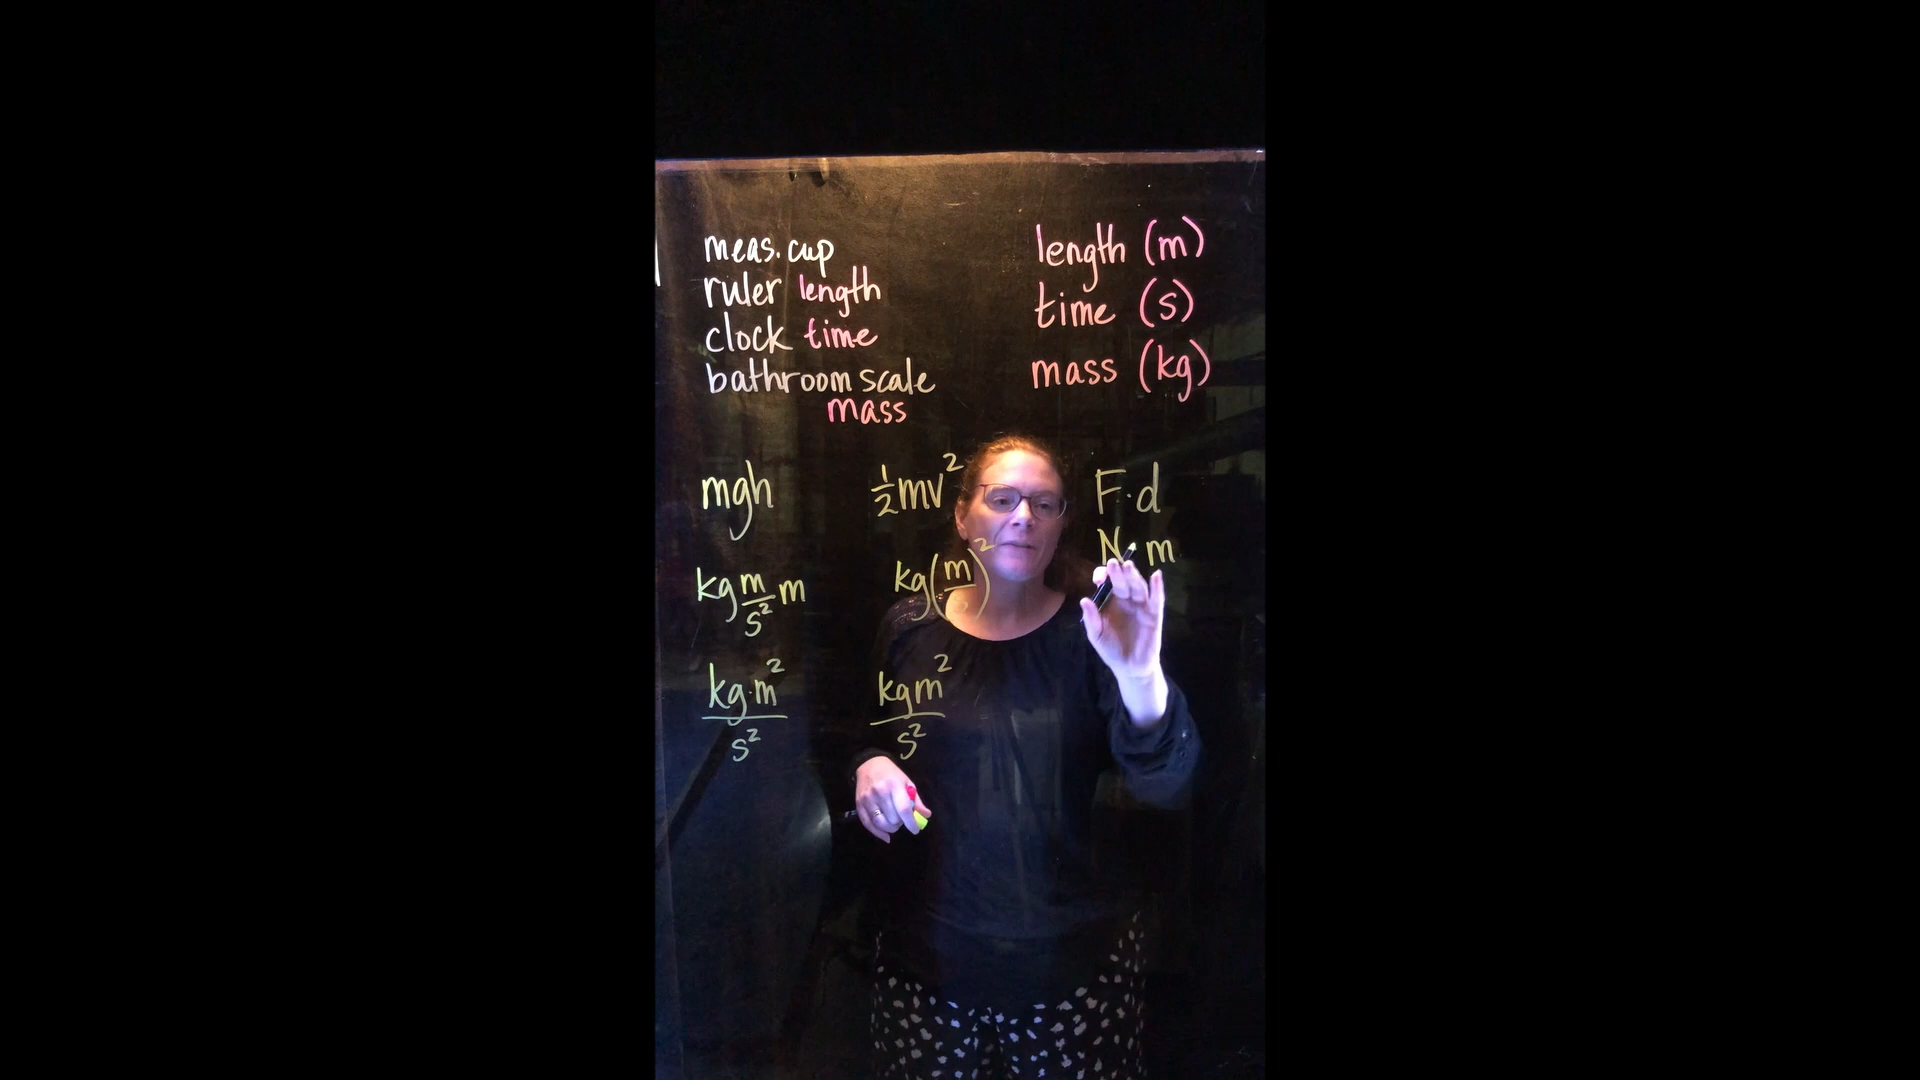 meas. cup
ruler length
clock time
bathroom scale
mass
length (m)
time (s)
mass (kg)
mgh
kg m/s² m
kg·m²/s²
½mv²
kg(m/s)²
kgm²/s²
F·d
N·m